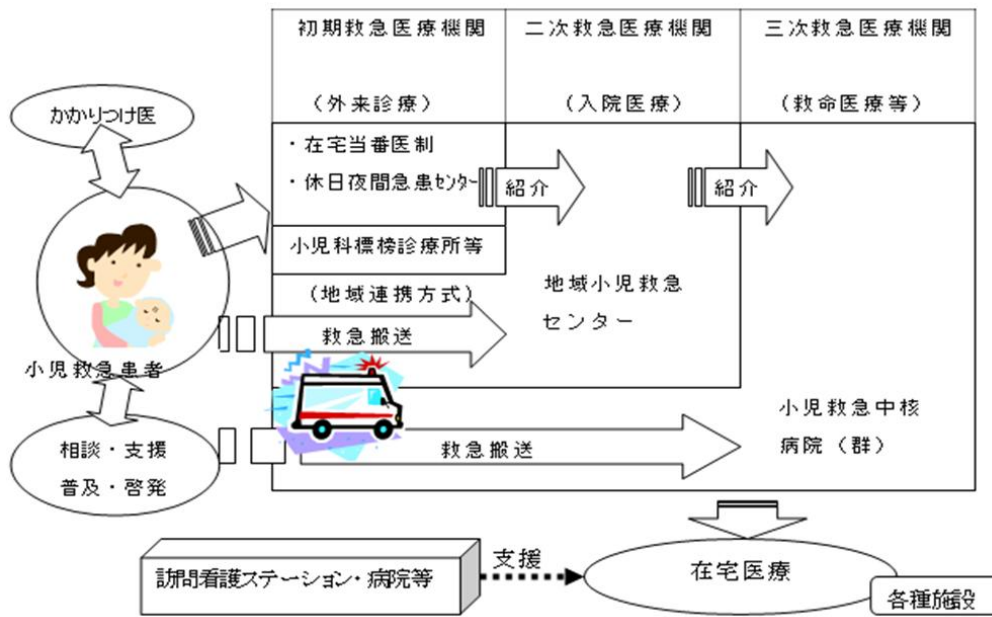 初期救急医療機関
(外来診療)
二次救急医療機関
(入院医療)
三次救急医療機関
(救命医療等)
かかりつけ医
・在宅当番医制
・休日夜間急患センター
紹介
紹介
小児科標榜診療所等
(地域連携方式)
地域小児救急
センター
救急搬送
小児救急患者
相談・支援
普及・啓発
救急搬送
小児救急中核
病院(群)
訪問看護ステーション・病院等
支援
在宅医療
各種施設